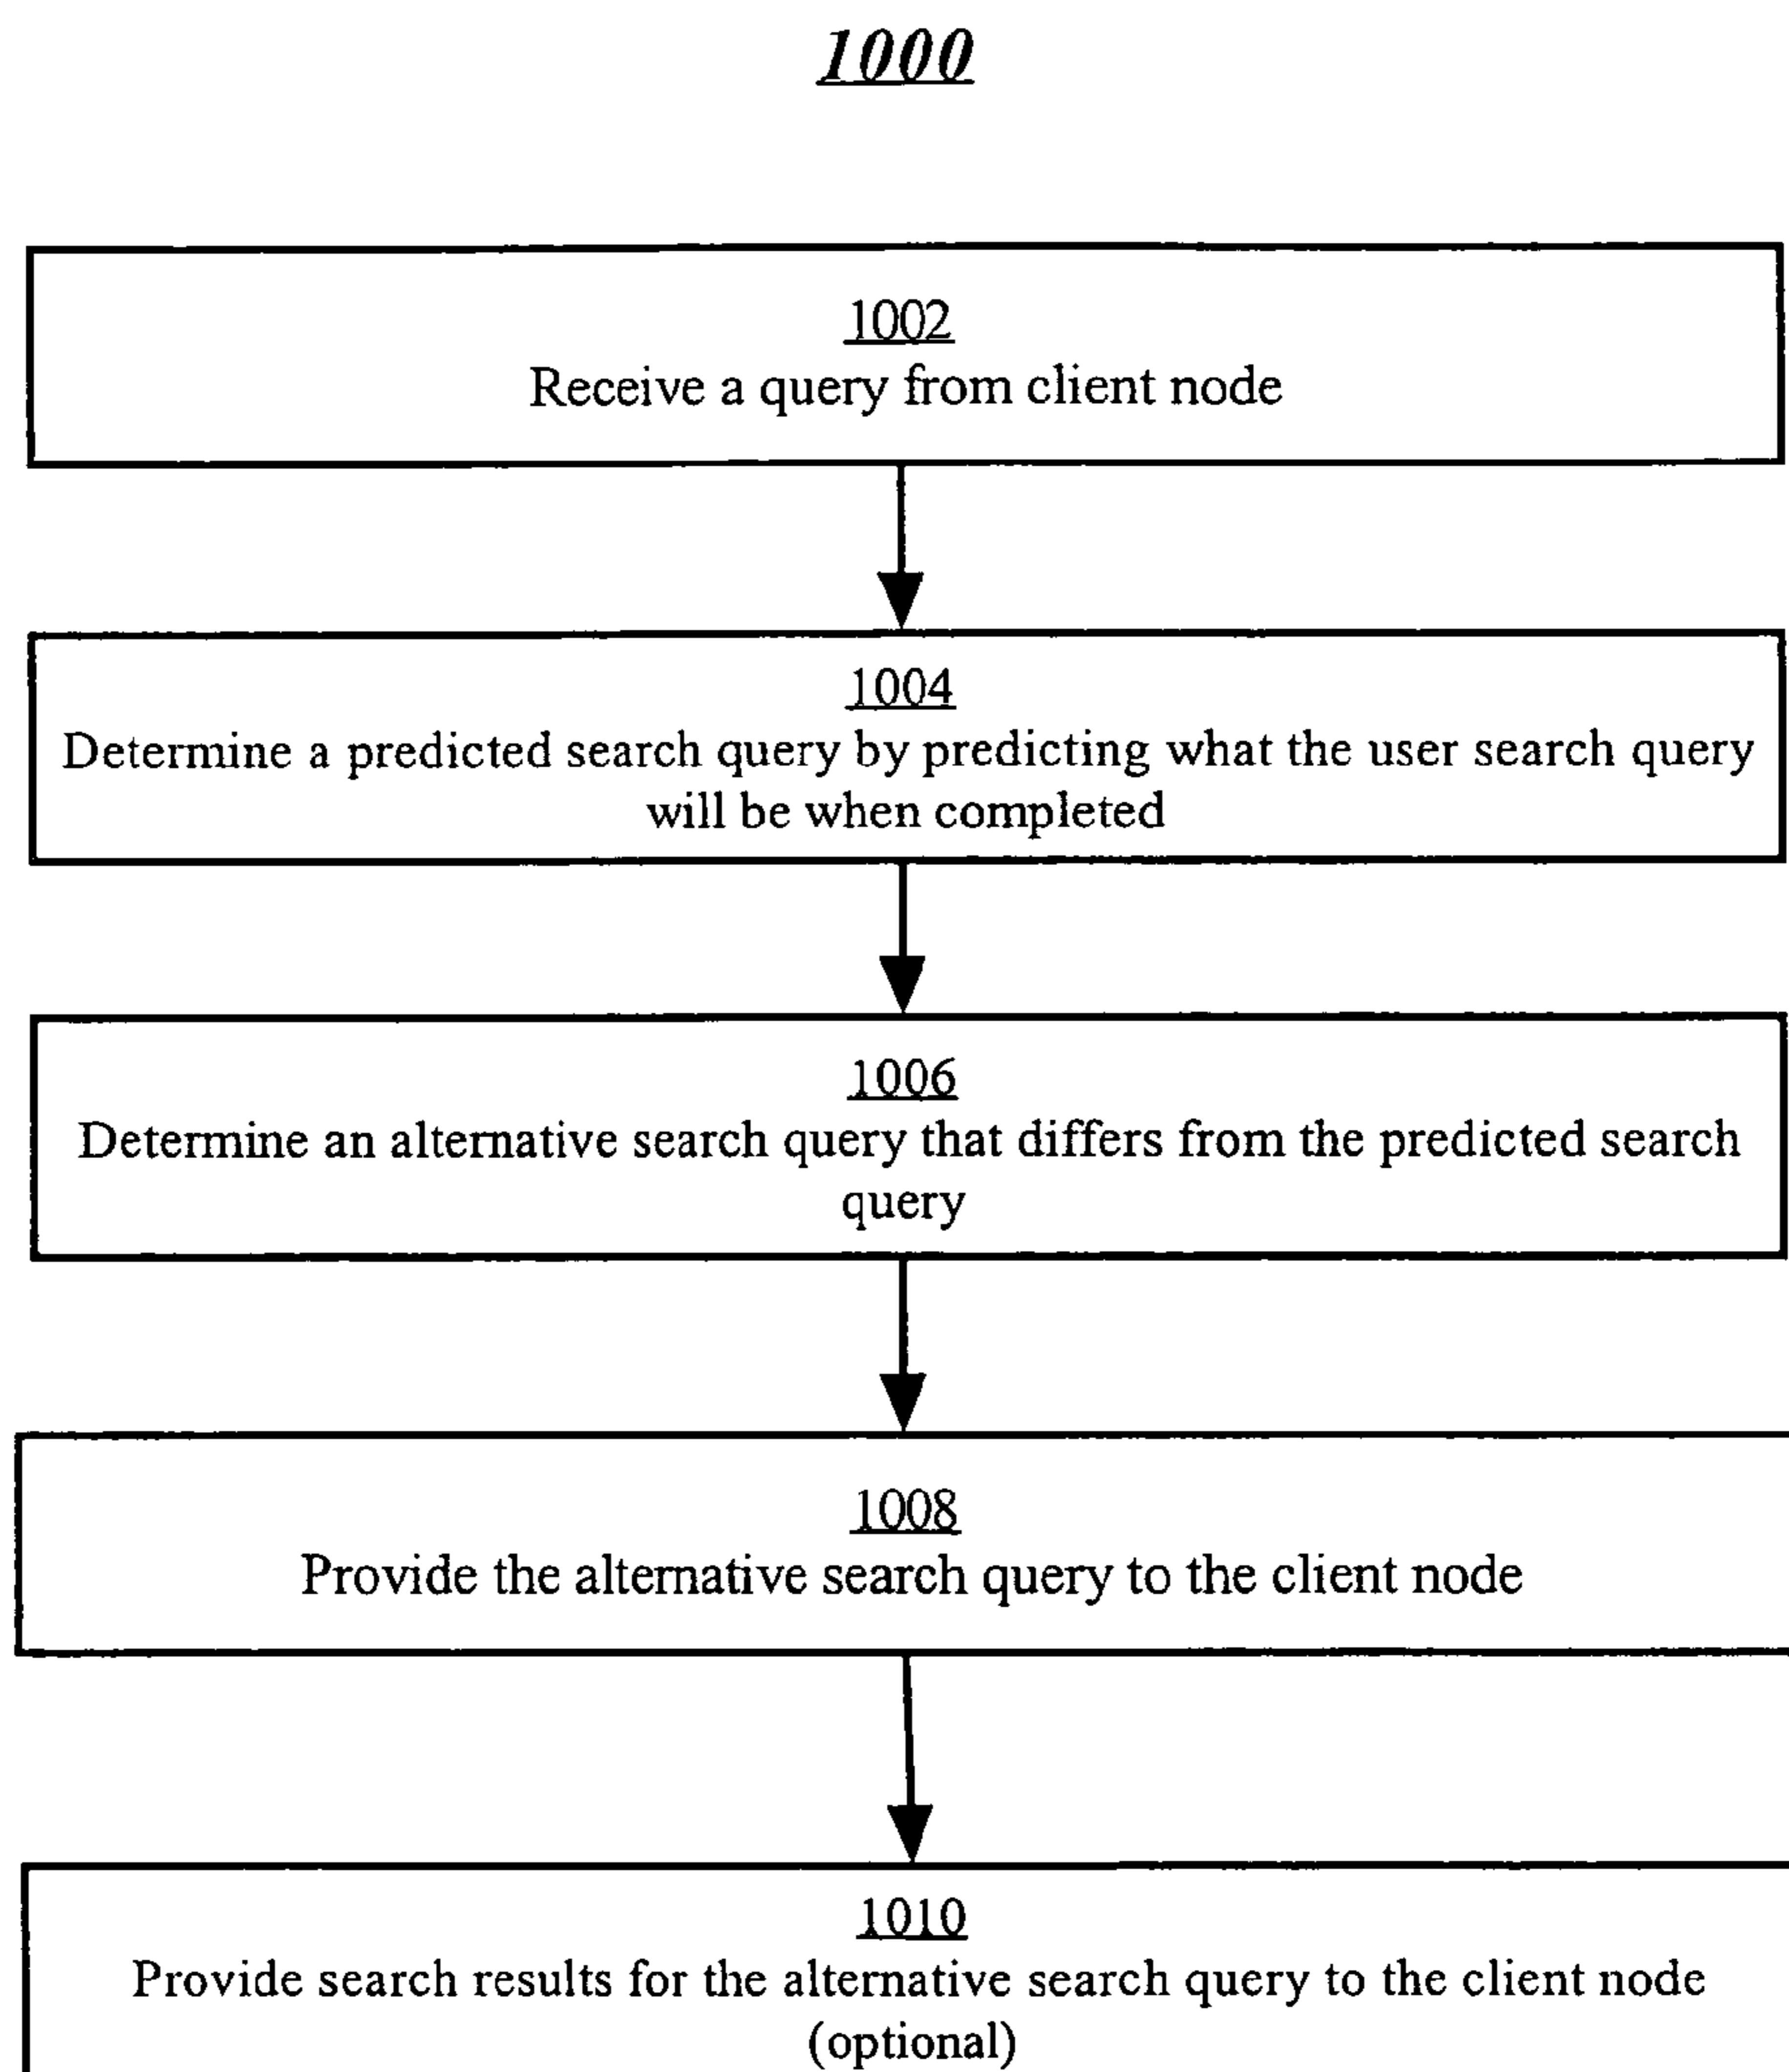 1000
1002
Receive a query from client node
1004
Determine a predicted search query by predicting what the user search query
will be when completed
1006
Determine an alternative search query that differs from the predicted search
query
1008
Provide the alternative search query to the client node
1010
Provide search results for the alternative search query to the client node
(optional)